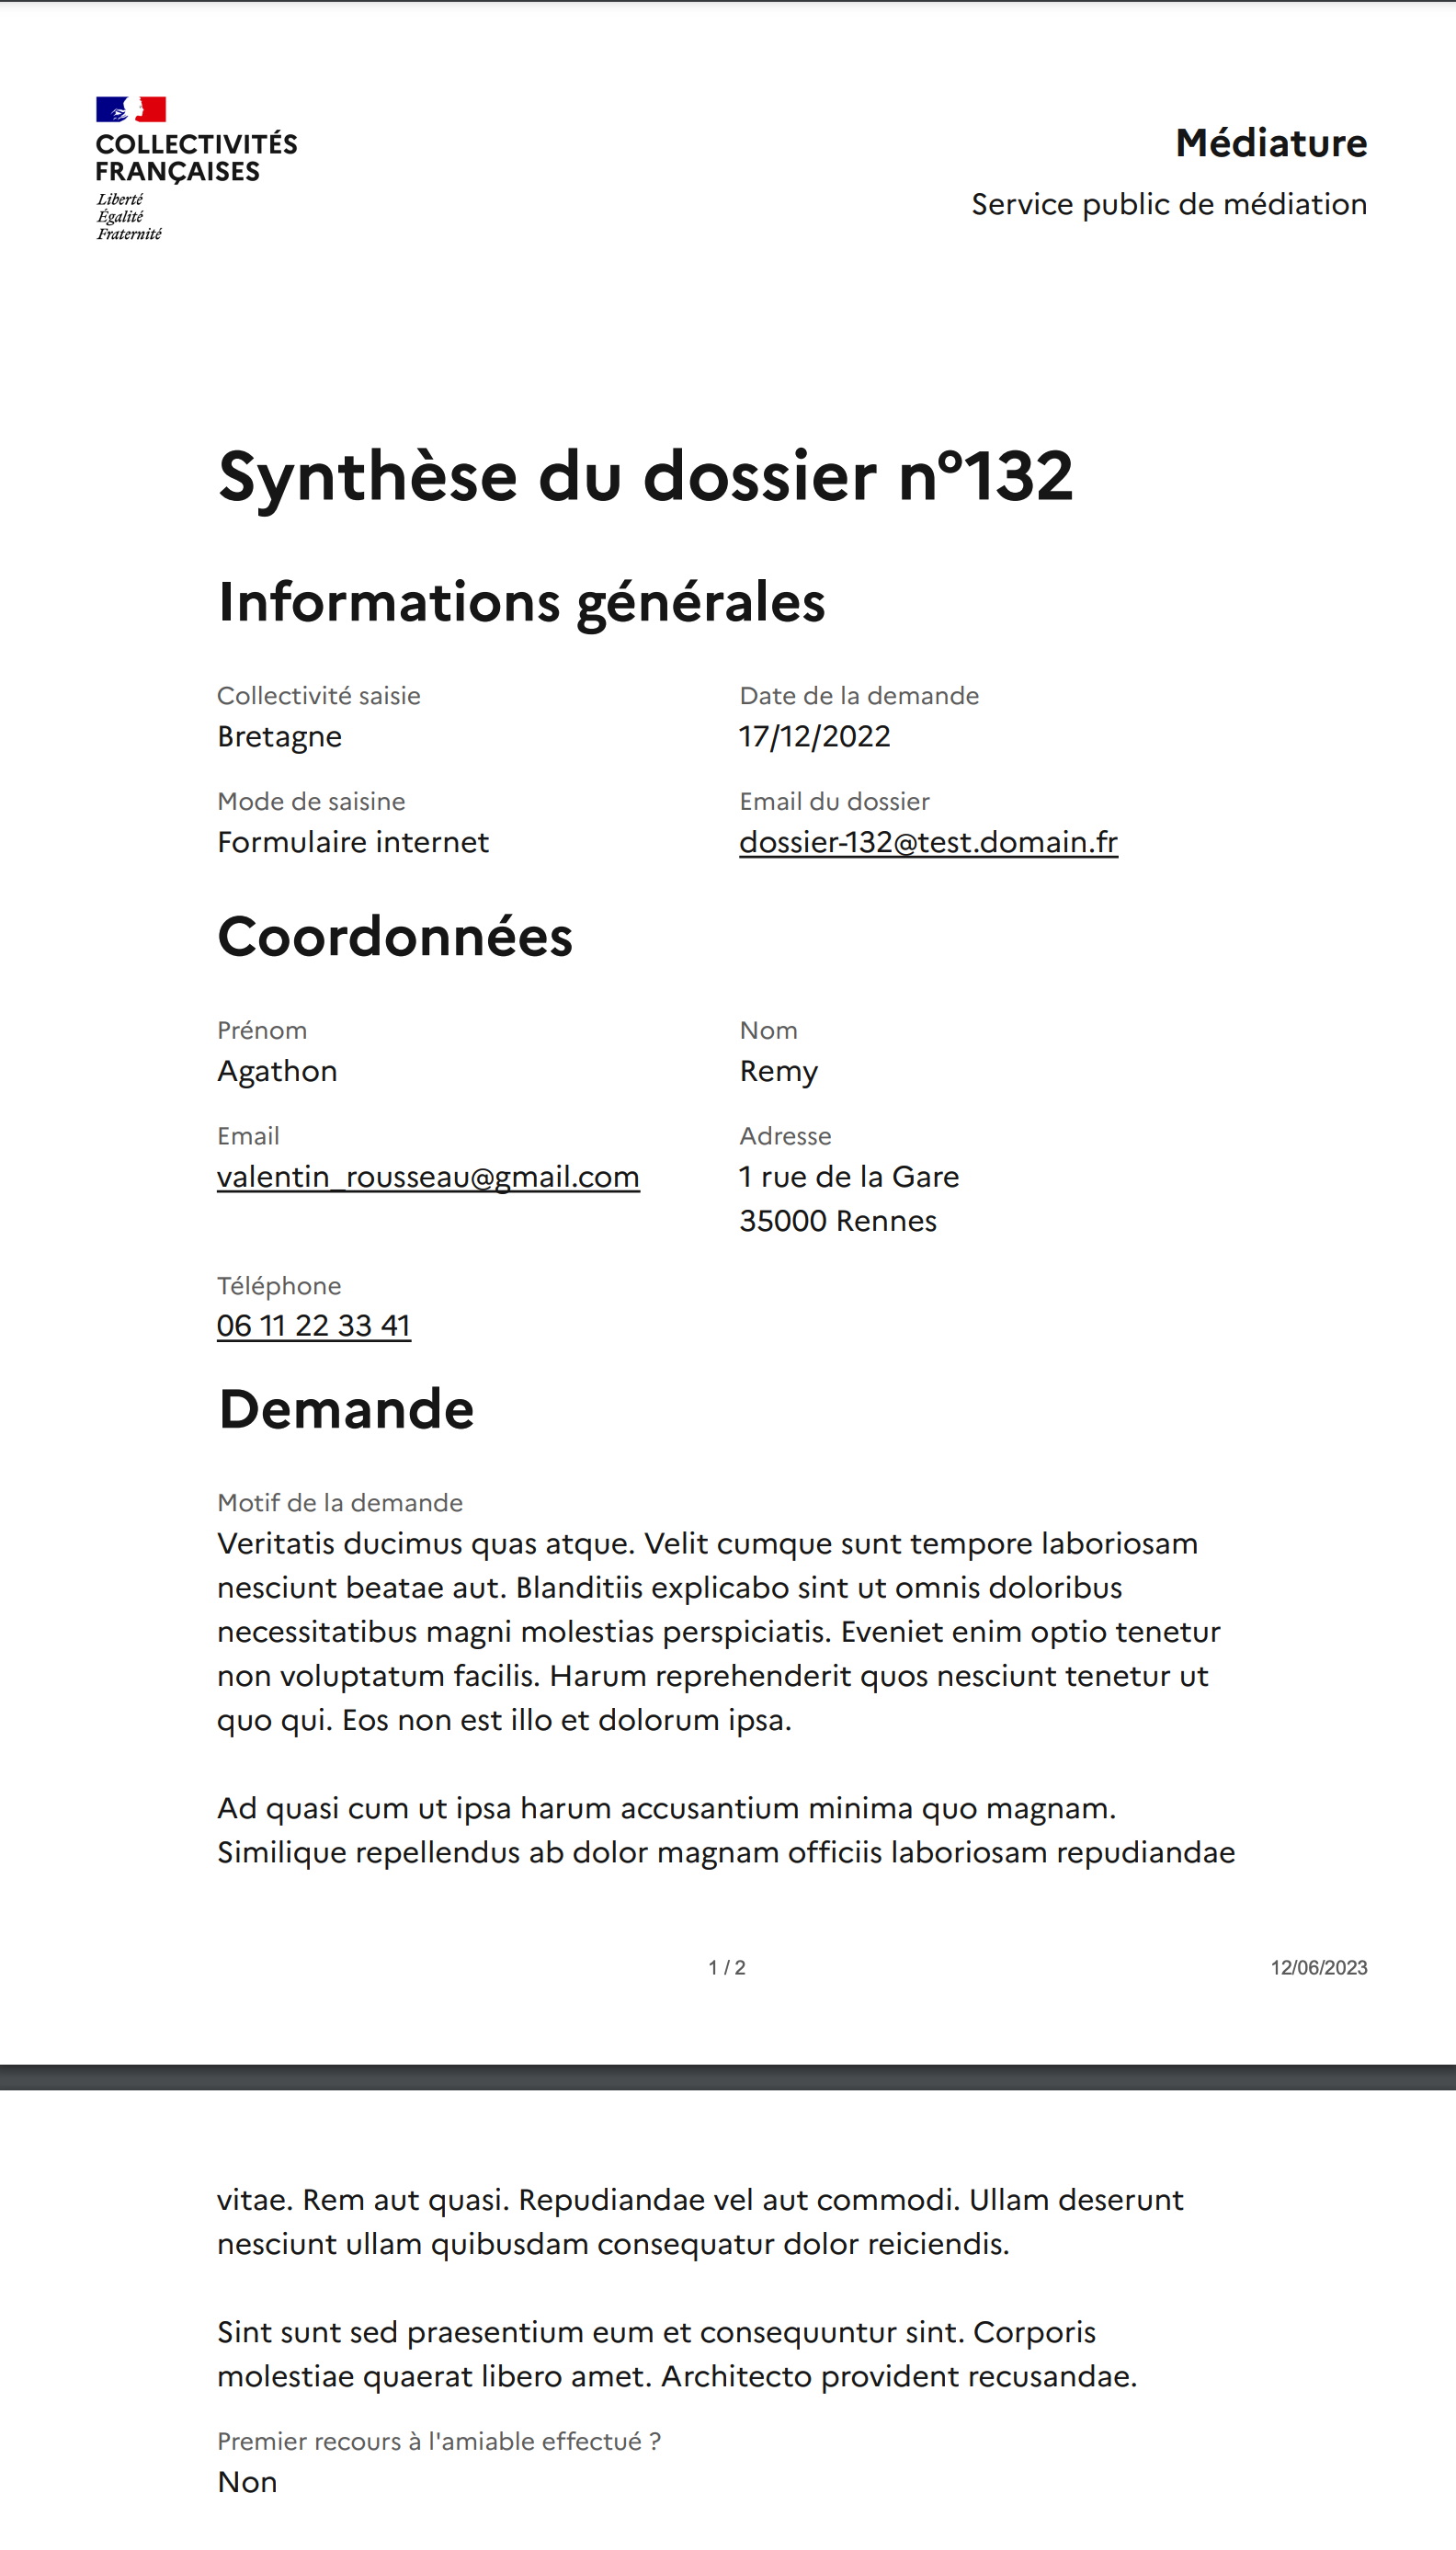 COLLECTIVITÉS
FRANÇAISES
Liberté
Égalité
Fraternité
Médiature
Service public de médiation
Synthèse du dossier n°132
Informations générales
Collectivité saisie
Bretagne
Date de la demande
17/12/2022
Mode de saisine
Formulaire internet
Email du dossier
dossier-132@test.domain.fr
Coordonnées
Prénom
Agathon
Nom
Remy
Email
valentin_rousseau@gmail.com
Adresse
1 rue de la Gare
35000 Rennes
Téléphone
06 11 22 33 41
Demande
Motif de la demande
Veritatis ducimus quas atque. Velit cumque sunt tempore laboriosam
nesciunt beatae aut. Blanditiis explicabo sint ut omnis doloribus
necessitatibus magni molestias perspiciatis. Eveniet enim optio tenetur
non voluptatum facilis. Harum reprehenderit quos nesciunt tenetur ut
quo qui. Eos non est illo et dolorum ipsa.
Ad quasi cum ut ipsa harum accusantium minima quo magnam.
Similique repellendus ab dolor magnam officiis laboriosam repudiandae
1 / 2
12/06/2023
vitae. Rem aut quasi. Repudiandae vel aut commodi. Ullam deserunt
nesciunt ullam quibusdam consequatur dolor reiciendis.
Sint sunt sed praesentium eum et consequuntur sint. Corporis
molestiae quaerat libero amet. Architecto provident recusandae.
Premier recours à l'amiable effectué ?
Non